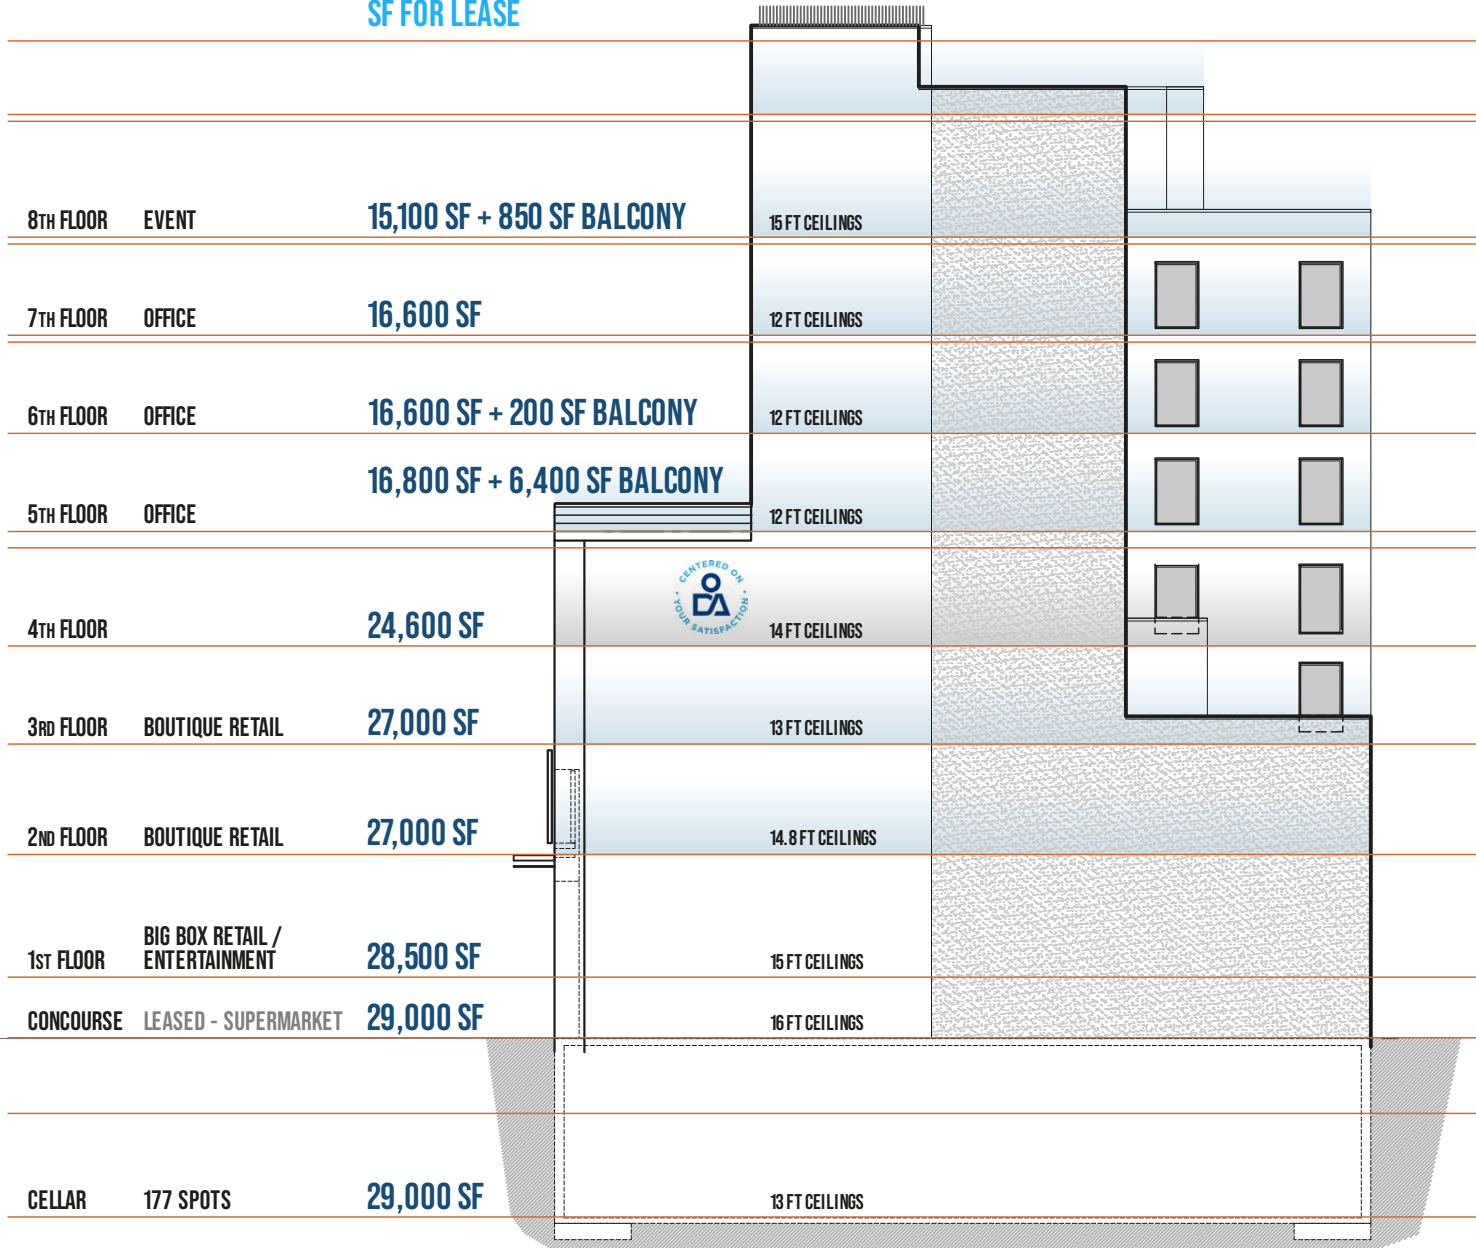 SF FOR LEASE
8TH FLOOR EVENT 15,100 SF + 850 SF BALCONY 15 FT CEILINGS
7TH FLOOR OFFICE 16,600 SF 12 FT CEILINGS
6TH FLOOR OFFICE 16,600 SF + 200 SF BALCONY 12 FT CEILINGS
16,800 SF + 6,400 SF BALCONY
5TH FLOOR OFFICE 12 FT CEILINGS
CENTERED ON
ODA
YOUR SATISFACTION
4TH FLOOR 24,600 SF 14 FT CEILINGS
3RD FLOOR BOUTIQUE RETAIL 27,000 SF 13 FT CEILINGS
2ND FLOOR BOUTIQUE RETAIL 27,000 SF 14.8 FT CEILINGS
BIG BOX RETAIL /
1ST FLOOR ENTERTAINMENT 28,500 SF 15 FT CEILINGS
CONCOURSE LEASED - SUPERMARKET 29,000 SF 16 FT CEILINGS
CELLAR 177 SPOTS 29,000 SF 13 FT CEILINGS